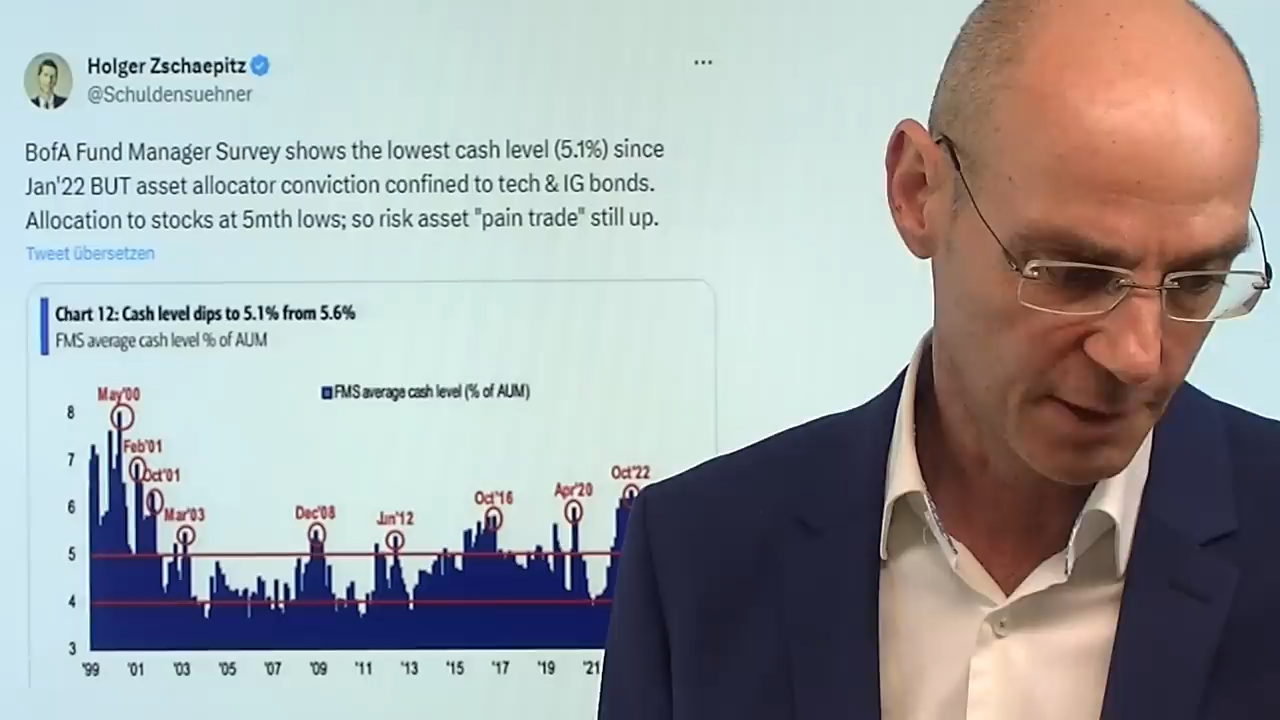 Holger Zschaepitz
@Schuldensuehner
BofA Fund Manager Survey shows the lowest cash level (5.1%) since
Jan'22 BUT asset allocator conviction confined to tech & IG bonds.
Allocation to stocks at 5mth lows; so risk asset "pain trade" still up.
Tweet übersetzen
Chart 12: Cash level dips to 5.1% from 5.6%
FMS average cash level % of AUM
FMS average cash level (% of AUM)
May'00
Feb'01
Oct'01
Mar'03
Dec'08
Jun'12
Oct'16
Apr'20
Oct'22
8
7
6
5
4
3
'99 '01 '03 '05 '07 '09 '11 '13 '15 '17 '19 '21